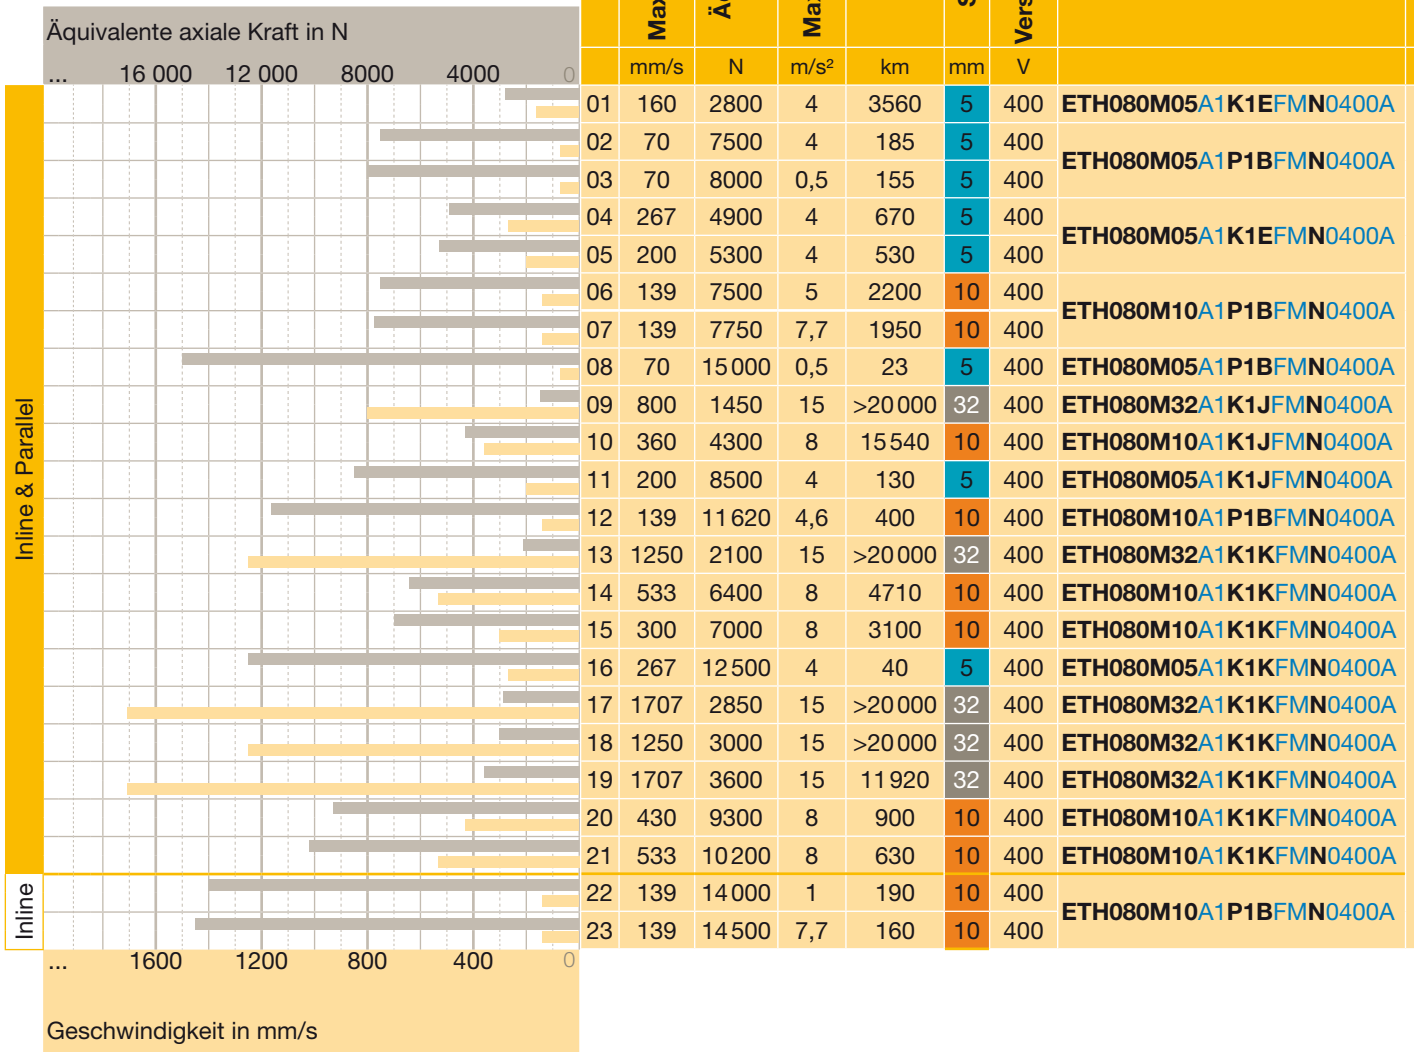 Äquivalente axiale Kraft in N
... 16 000 12 000 8000 4000 0
mm/s N m/s² km mm V
Inline & Parallel
01 160 2800 4 3560 5 400 ETH080M05A1K1EFMN0400A
02 70 7500 4 185 5 400
ETH080M05A1P1BFMN0400A
03 70 8000 0,5 155 5 400
04 267 4900 4 670 5 400
ETH080M05A1K1EFMN0400A
05 200 5300 4 530 5 400
06 139 7500 5 2200 10 400
ETH080M10A1P1BFMN0400A
07 139 7750 7,7 1950 10 400
08 70 15 000 0,5 23 5 400 ETH080M05A1P1BFMN0400A
09 800 1450 15 >20 000 32 400 ETH080M32A1K1JFMN0400A
10 360 4300 8 15 540 10 400 ETH080M10A1K1JFMN0400A
11 200 8500 4 130 5 400 ETH080M05A1K1JFMN0400A
12 139 11 620 4,6 400 10 400 ETH080M10A1P1BFMN0400A
13 1250 2100 15 >20 000 32 400 ETH080M32A1K1KFMN0400A
14 533 6400 8 4710 10 400 ETH080M10A1K1KFMN0400A
15 300 7000 8 3100 10 400 ETH080M10A1K1KFMN0400A
16 267 12 500 4 40 5 400 ETH080M05A1K1KFMN0400A
17 1707 2850 15 >20 000 32 400 ETH080M32A1K1KFMN0400A
18 1250 3000 15 >20 000 32 400 ETH080M32A1K1KFMN0400A
19 1707 3600 15 11 920 32 400 ETH080M32A1K1KFMN0400A
20 430 9300 8 900 10 400 ETH080M10A1K1KFMN0400A
21 533 10 200 8 630 10 400 ETH080M10A1K1KFMN0400A
Inline
22 139 14 000 1 190 10 400
ETH080M10A1P1BFMN0400A
23 139 14 500 7,7 160 10 400
... 1600 1200 800 400 0
Geschwindigkeit in mm/s